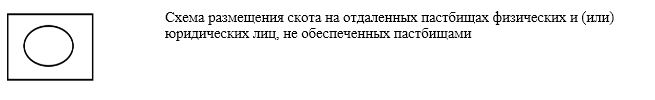 Схема размещения скота на отдаленных пастбищах физических и (или)
юридических лиц, не обеспеченных пастбищами